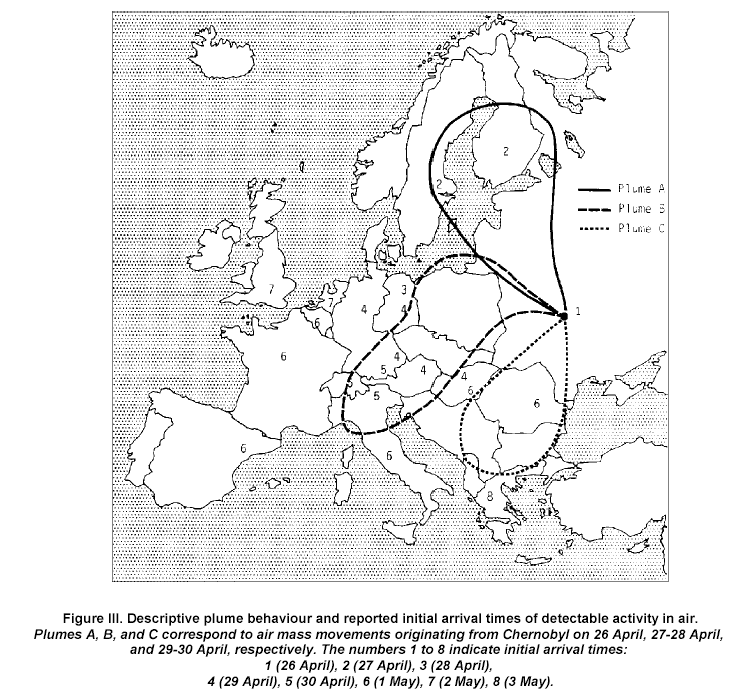 2
2
Plume A
Plume B
Plume C
3
7
7
4
4
1
6
6
4
5
4
4
5
6
6
6
6
8
Figure III. Descriptive plume behaviour and reported initial arrival times of detectable activity in air.
Plumes A, B, and C correspond to air mass movements originating from Chernobyl on 26 April, 27-28 April,
and 29-30 April, respectively. The numbers 1 to 8 indicate initial arrival times:
1 (26 April), 2 (27 April), 3 (28 April),
4 (29 April), 5 (30 April), 6 (1 May), 7 (2 May), 8 (3 May).